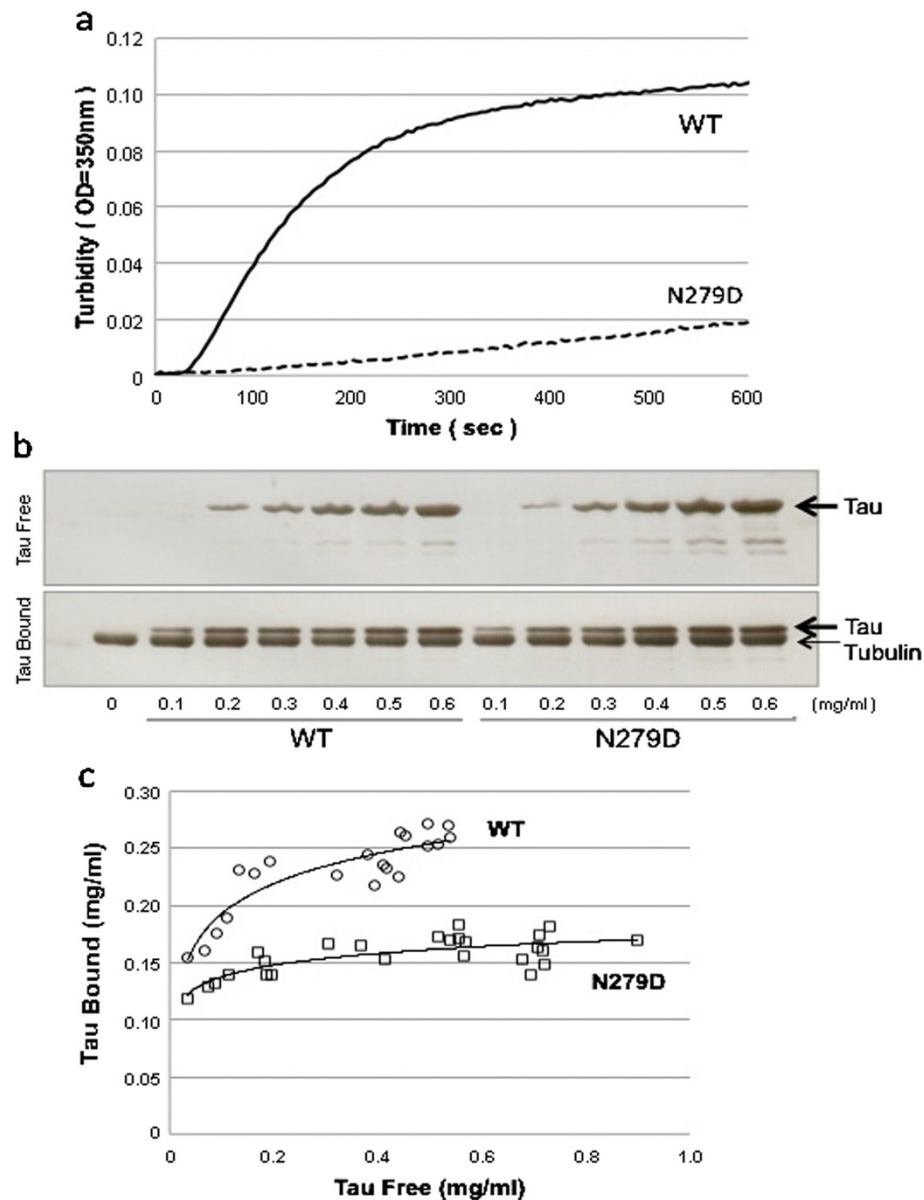 a
0.12
0.10
0.08
0.06
0.04
0.02
0
Turbidity ( OD=350nm )
WT
N279D
0 100 200 300 400 500 600
Time ( sec )
b
Tau Free
Tau
Tau Bound
Tau
Tubulin
0 0.1 0.2 0.3 0.4 0.5 0.6 0.1 0.2 0.3 0.4 0.5 0.6 (mg/ml)
WT N279D
c
0.30
0.25
0.20
0.15
0.10
0.05
0
Tau Bound (mg/ml)
WT
N279D
0 0.2 0.4 0.6 0.8 1.0
Tau Free (mg/ml)